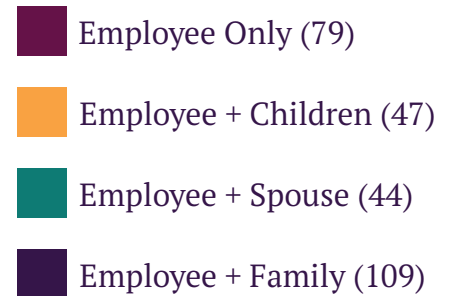 Employee Only (79)
Employee + Children (47)
Employee + Spouse (44)
Employee + Family (109)